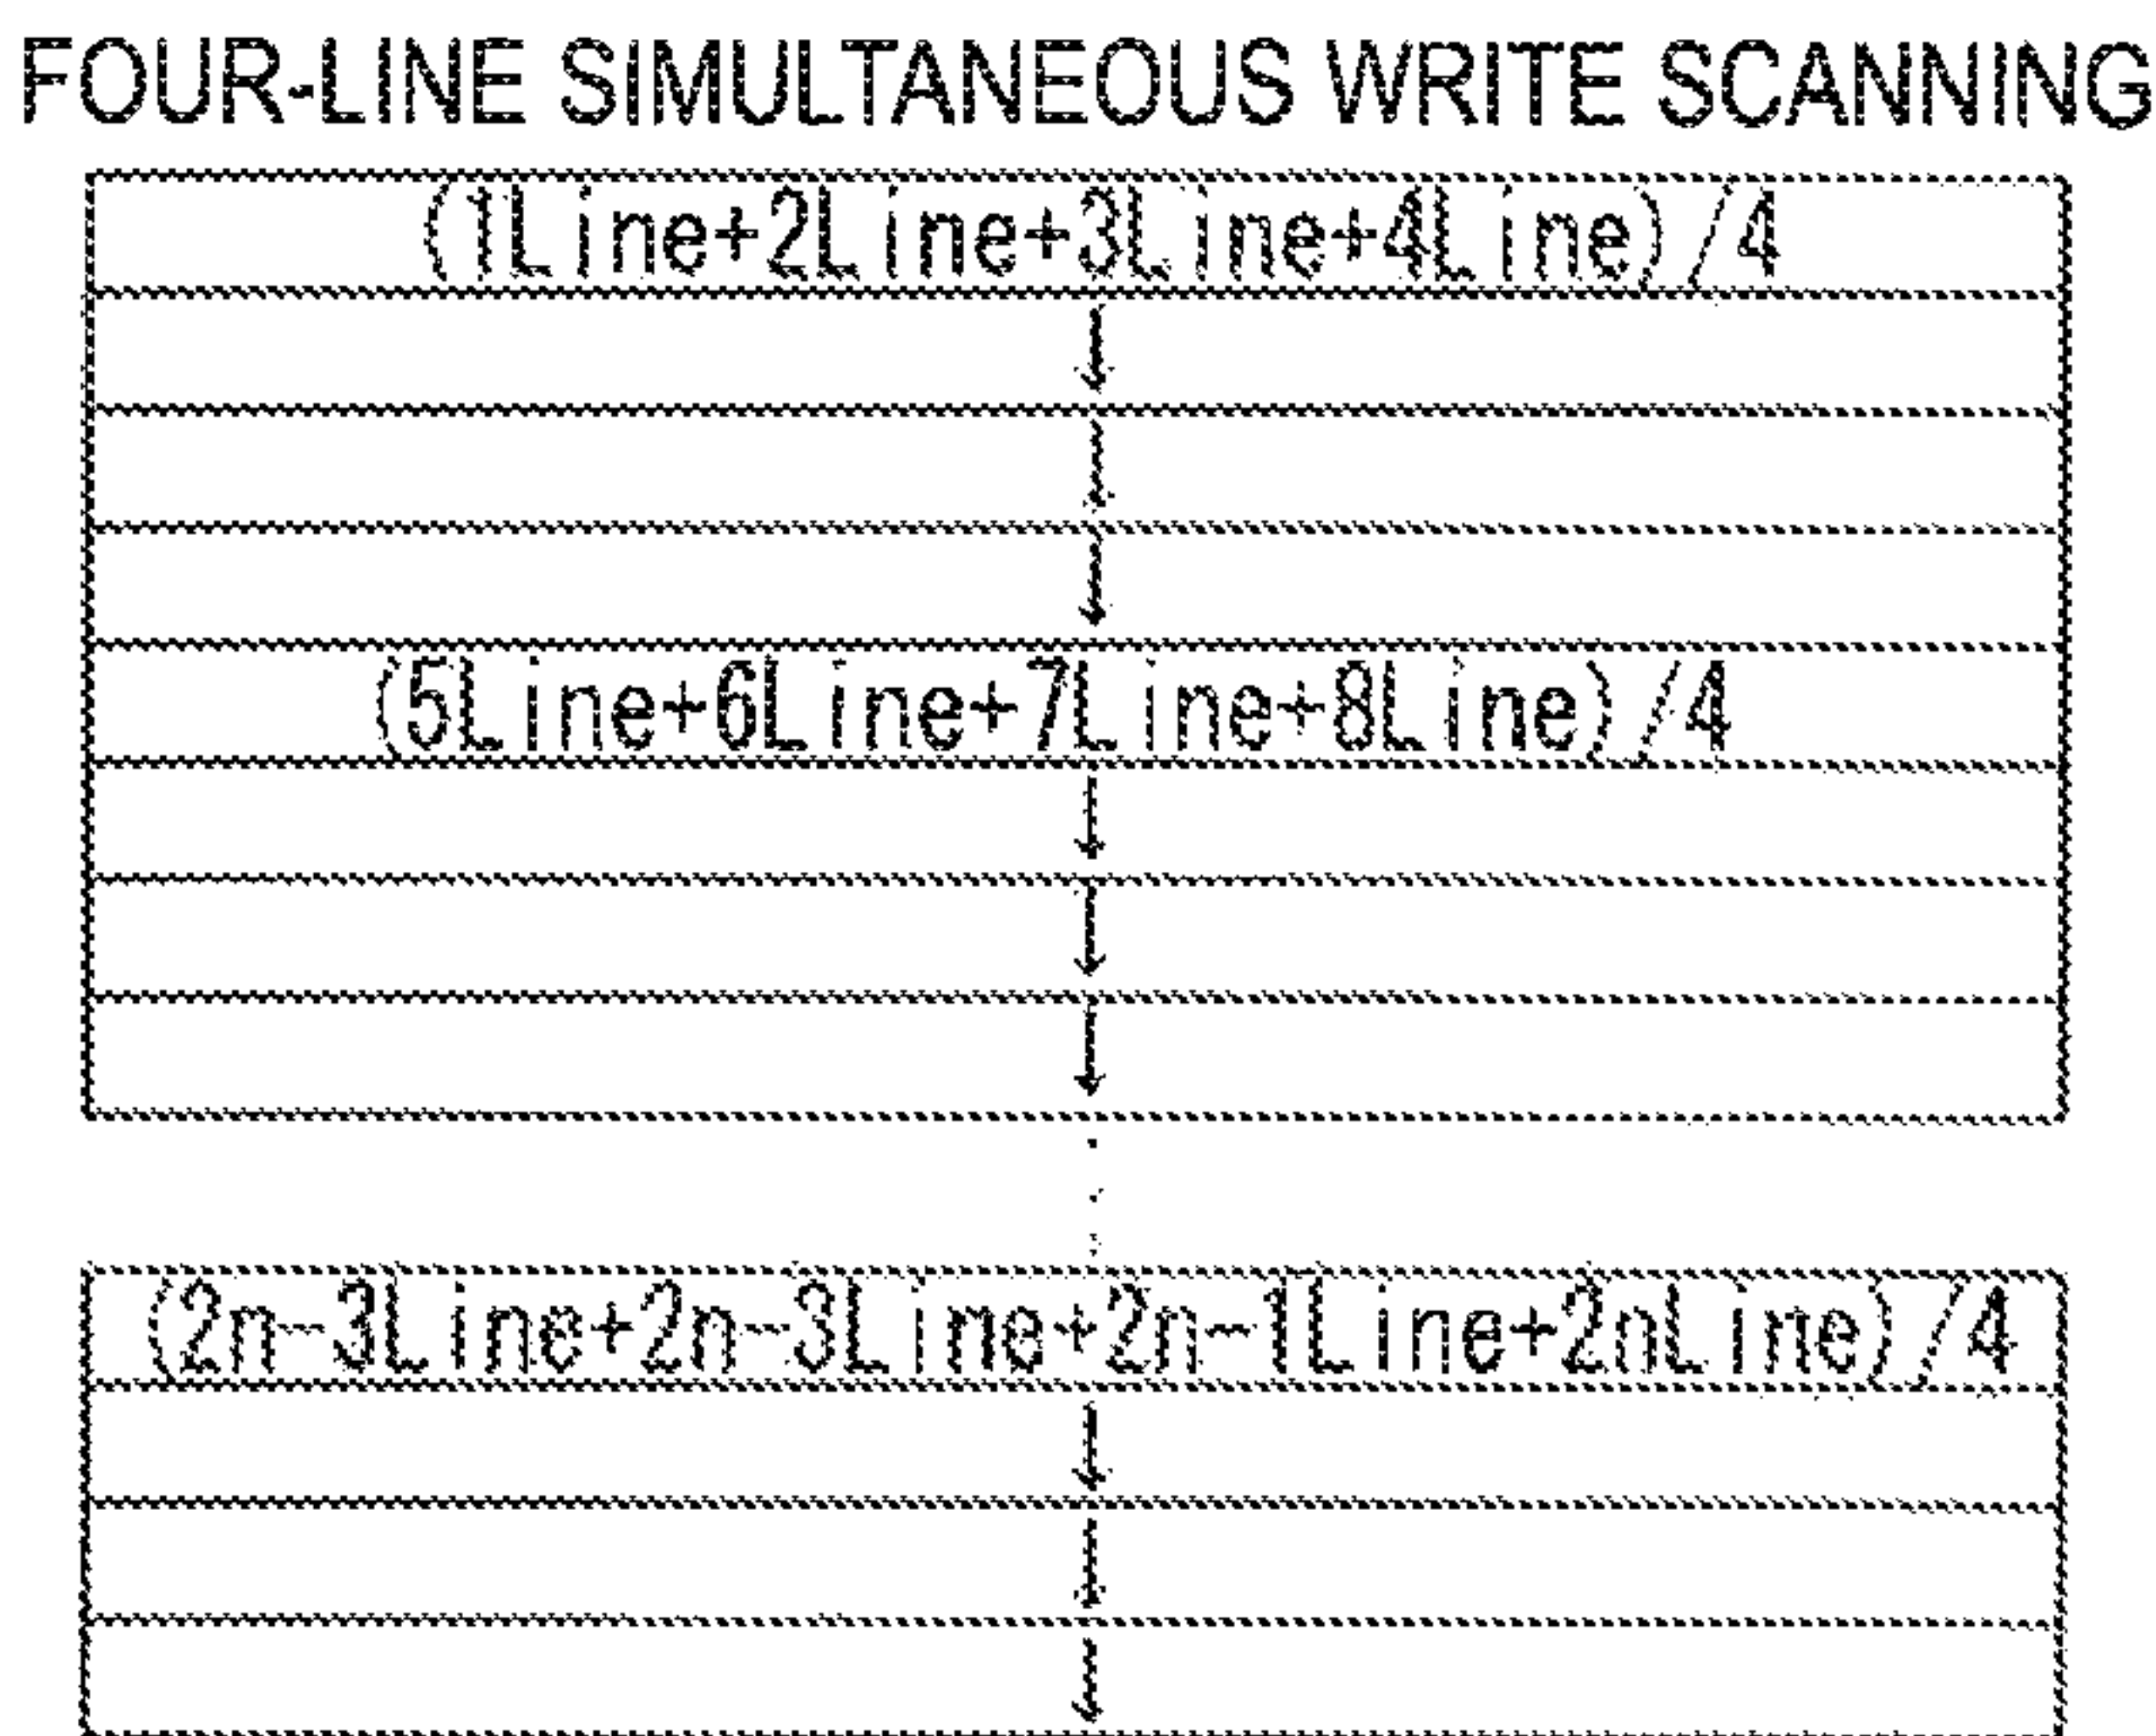 FOUR-LINE SIMULTANEOUS WRITE SCANNING
(1Line+2Line+3Line+4Line)/4
↓
↓
↓
(5Line+6Line+7Line+8Line)/4
↓
↓
↓
(2n-3Line+2n-3Line+2n-1Line+2nLine)/4
↓
↓
↓